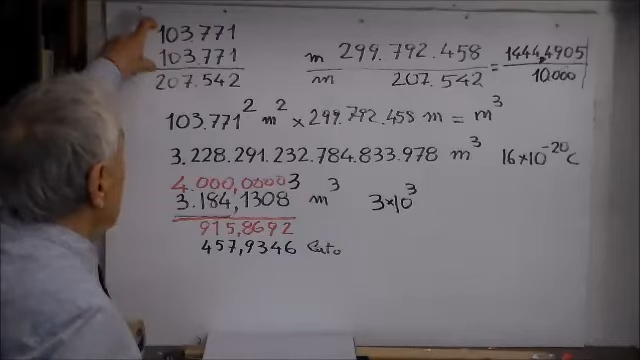 103.771
103.771
207.542
m 299.792.458 / m 207.542 = 1444,4905 / 10.000
103.771² m² × 299.792.458 m = m³
3.228.291.232.784.833.978 m³ 16×10⁻²⁰ C
4.000,00003
3.184,1308 m³ 3×10³
915,8692
457,9346